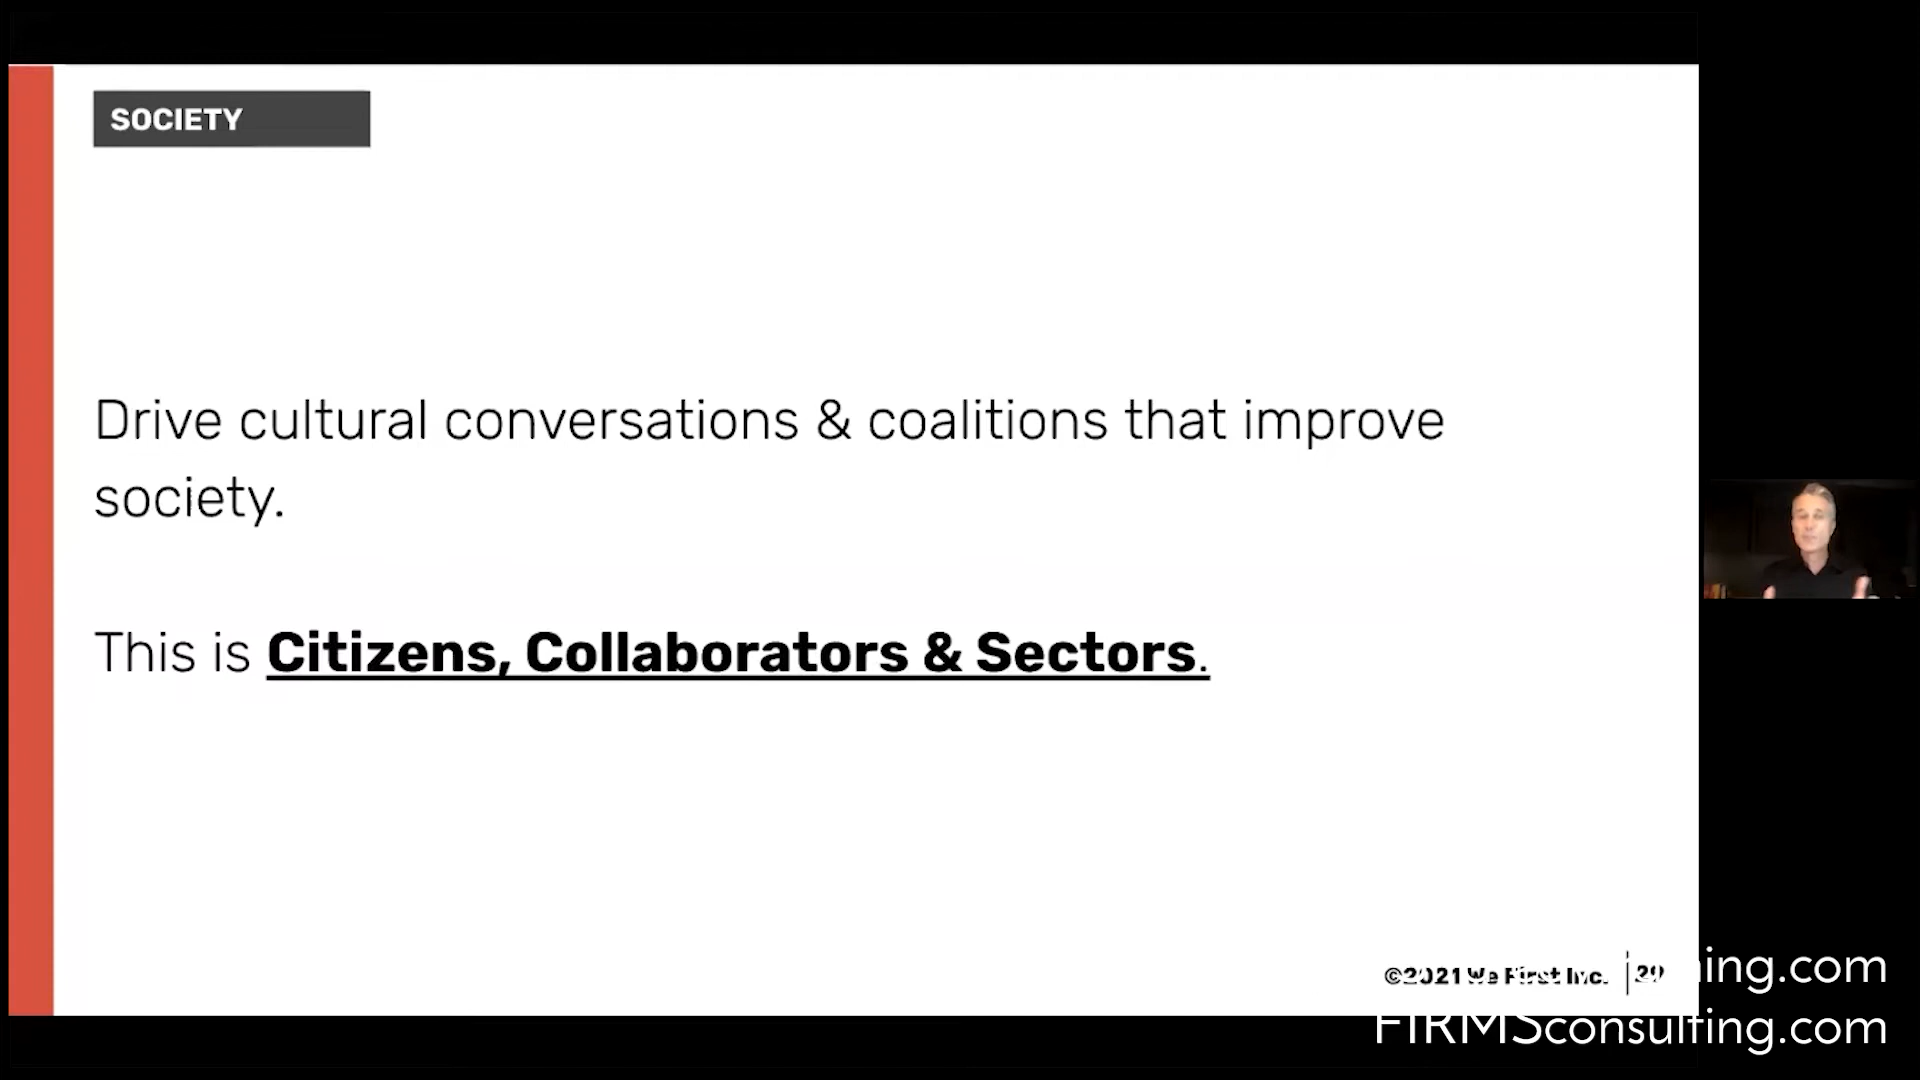 SOCIETY
Drive cultural conversations & coalitions that improve
society.
This is Citizens, Collaborators & Sectors.
©2021 We First Inc. 29
FIRMSconsulting.com